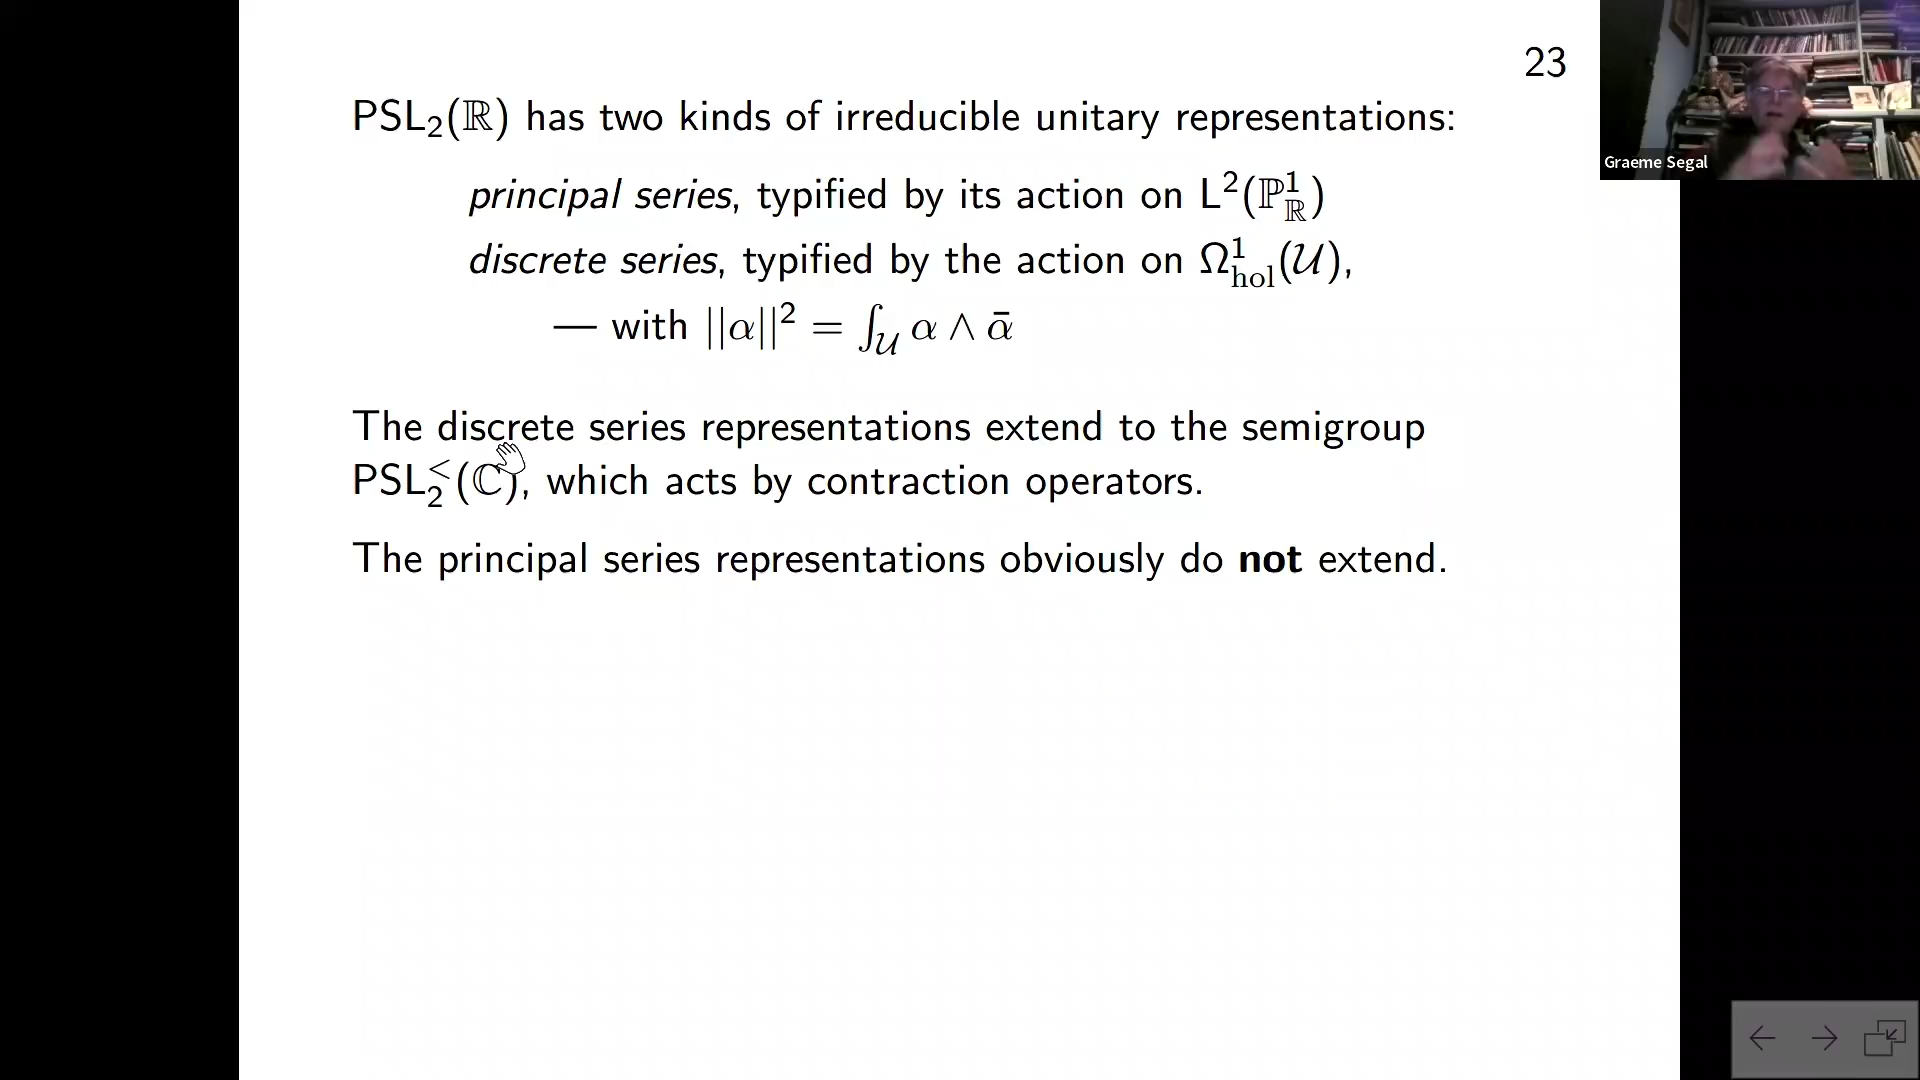 23
PSL₂(ℝ) has two kinds of irreducible unitary representations:
principal series, typified by its action on L²(ℙ¹_ℝ)
discrete series, typified by the action on Ω¹_hol(𝒰),
— with ||α||² = ∫_𝒰 α ∧ ᾱ
The discrete series representations extend to the semigroup
PSL₂^<(ℂ), which acts by contraction operators.
The principal series representations obviously do not extend.
Graeme Segal